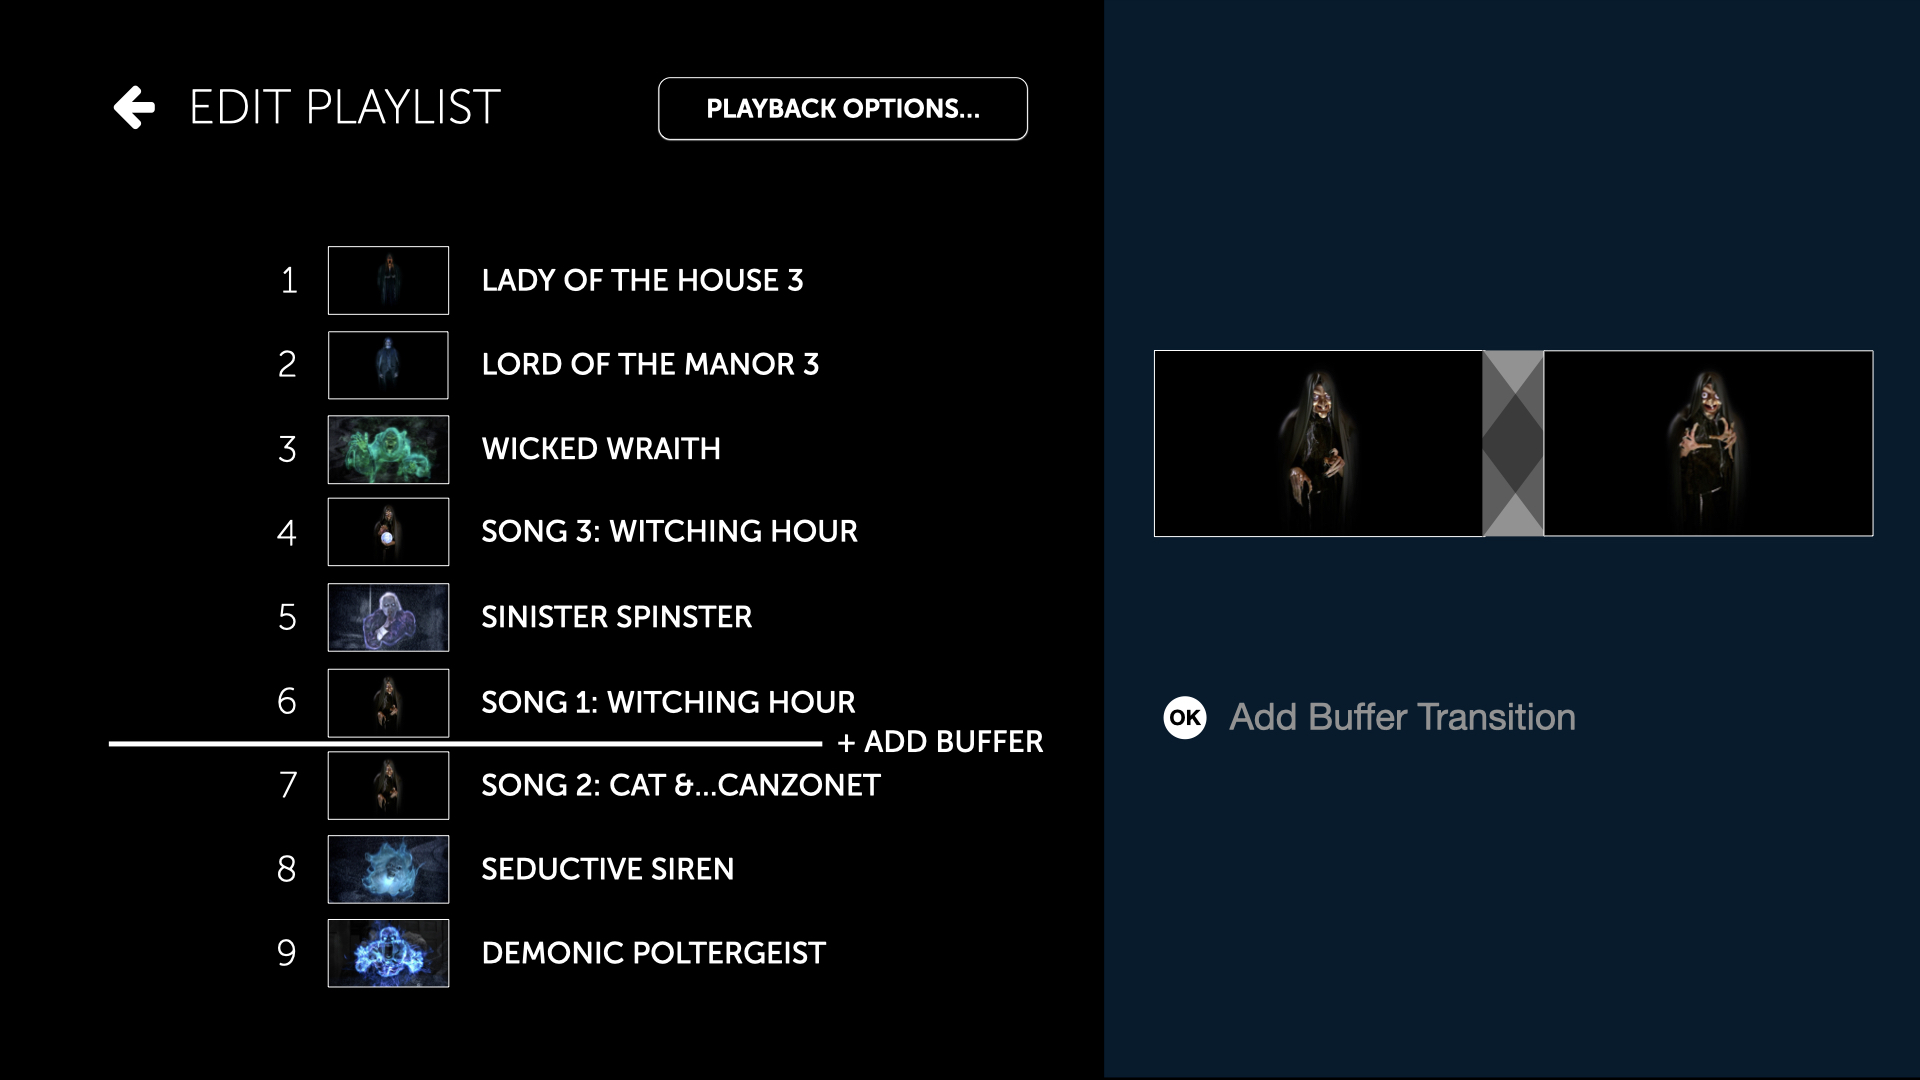 EDIT PLAYLIST
PLAYBACK OPTIONS...
1 LADY OF THE HOUSE 3
2 LORD OF THE MANOR 3
3 WICKED WRAITH
4 SONG 3: WITCHING HOUR
5 SINISTER SPINSTER
6 SONG 1: WITCHING HOUR
+ ADD BUFFER
7 SONG 2: CAT &...CANZONET
8 SEDUCTIVE SIREN
9 DEMONIC POLTERGEIST
OK Add Buffer Transition